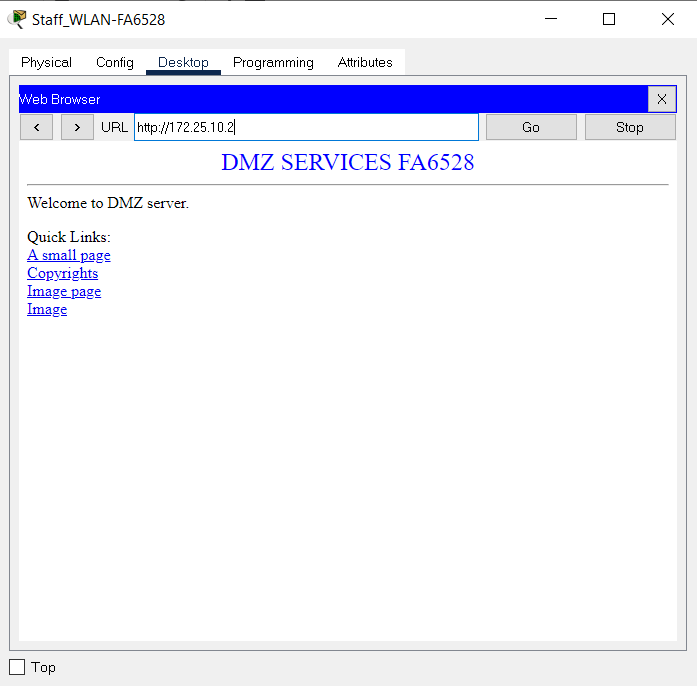 Staff_WLAN-FA6528
Physical Config Desktop Programming Attributes
Web Browser X
< > URL http://172.25.10.2 Go Stop
DMZ SERVICES FA6528
Welcome to DMZ server.
Quick Links:
A small page
Copyrights
Image page
Image
Top